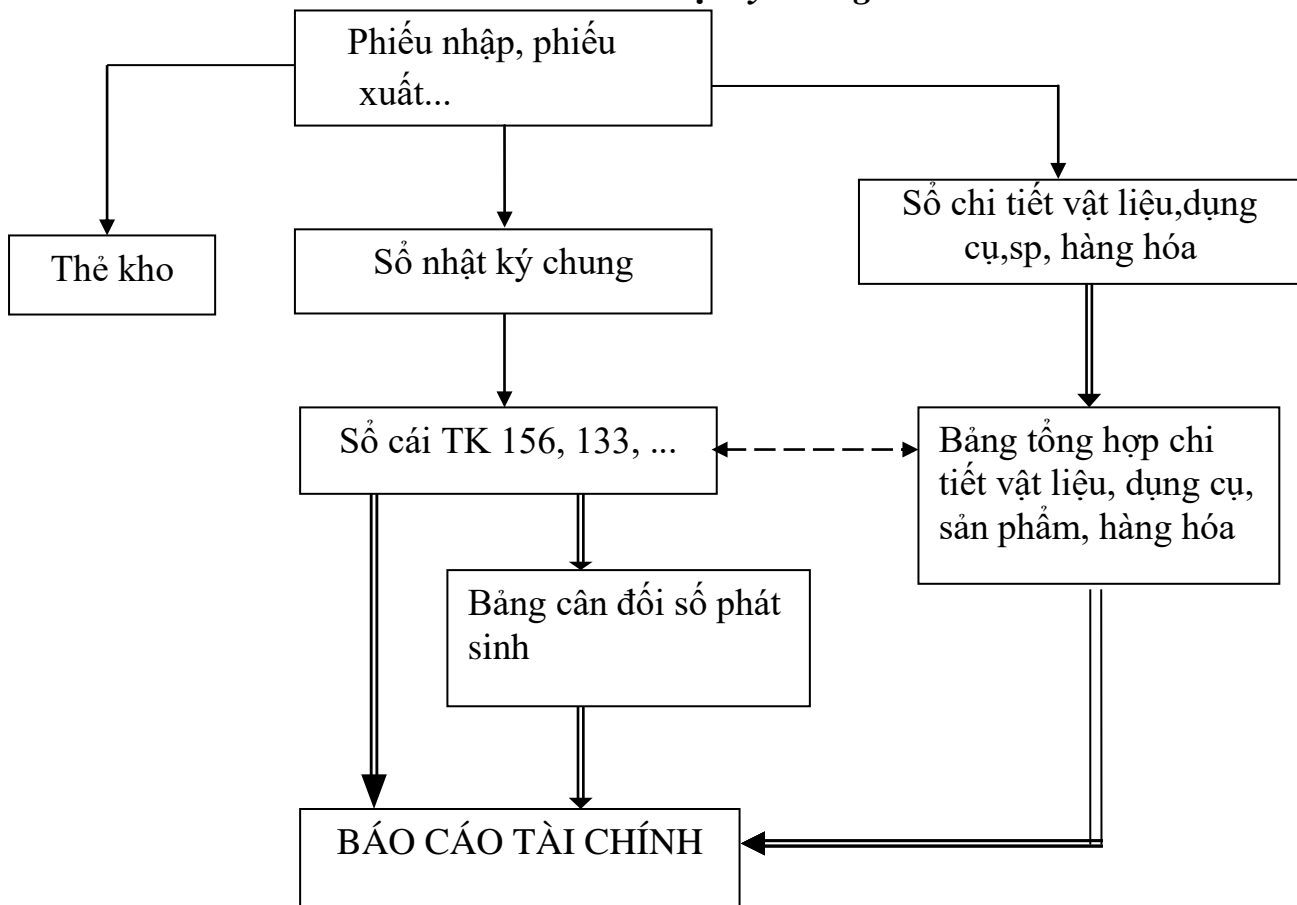 Phiếu nhập, phiếu
xuất...
Sổ chi tiết vật liệu,dụng
cụ,sp, hàng hóa
Thẻ kho
Sổ nhật ký chung
Sổ cái TK 156, 133, ...
Bảng tổng hợp chi
tiết vật liệu, dụng cụ,
sản phẩm, hàng hóa
Bảng cân đối số phát
sinh
BÁO CÁO TÀI CHÍNH